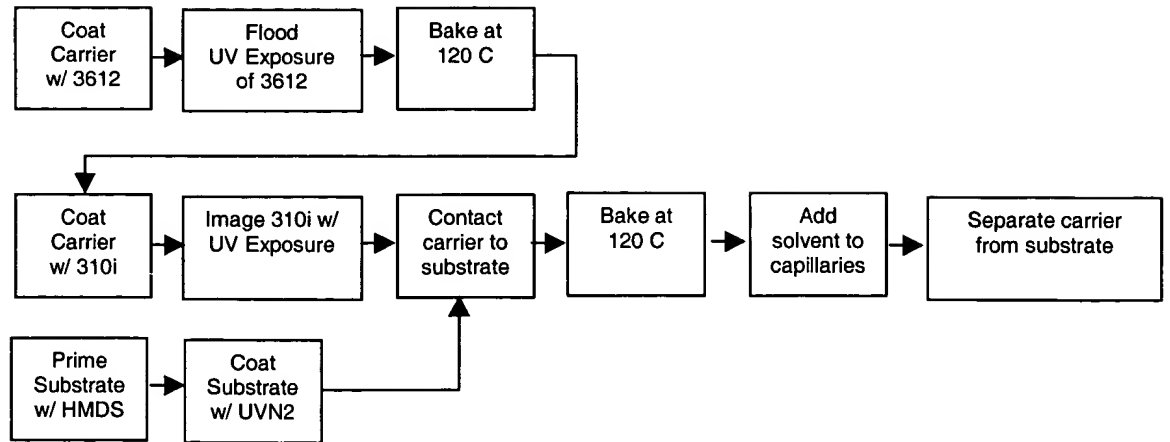 Coat
Carrier
w/ 3612
Flood
UV Exposure
of 3612
Bake at
120 C
Coat
Carrier
w/ 310i
Image 310i w/
UV Exposure
Contact
carrier to
substrate
Bake at
120 C
Add
solvent to
capillaries
Separate carrier
from substrate
Prime
Substrate
w/ HMDS
Coat
Substrate
w/ UVN2